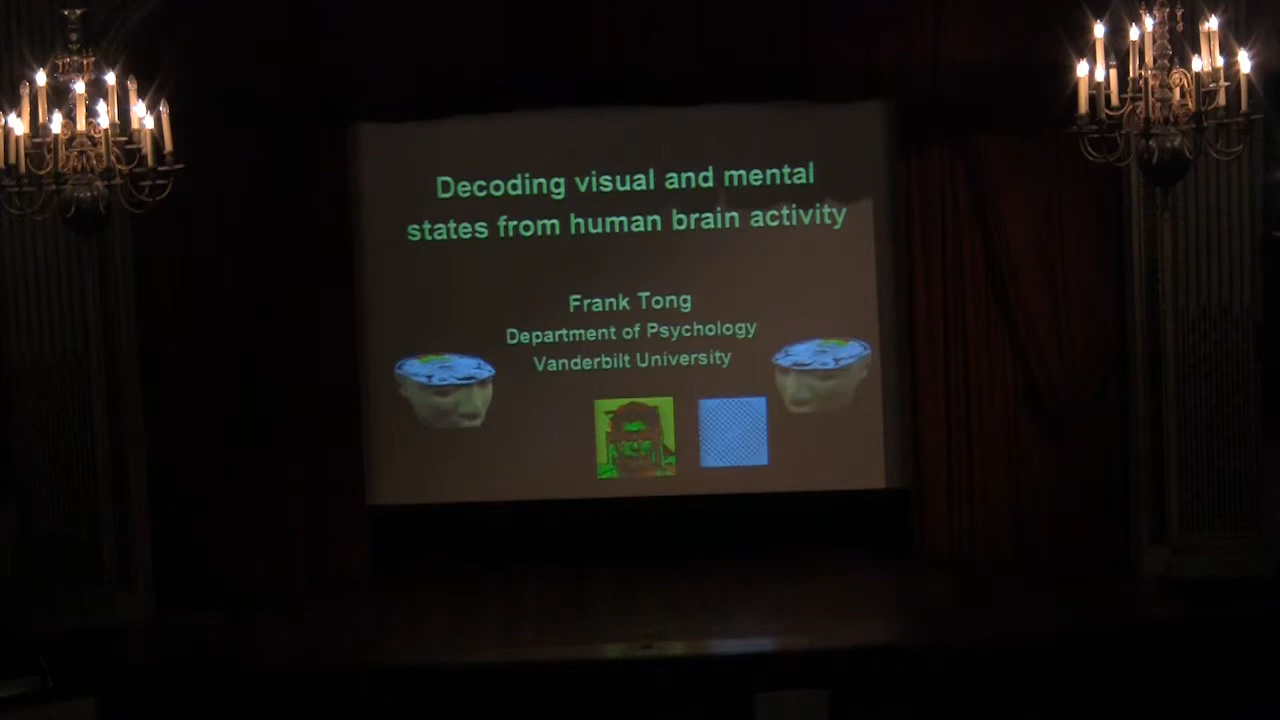 Decoding visual and mental
states from human brain activity
Frank Tong
Department of Psychology
Vanderbilt University